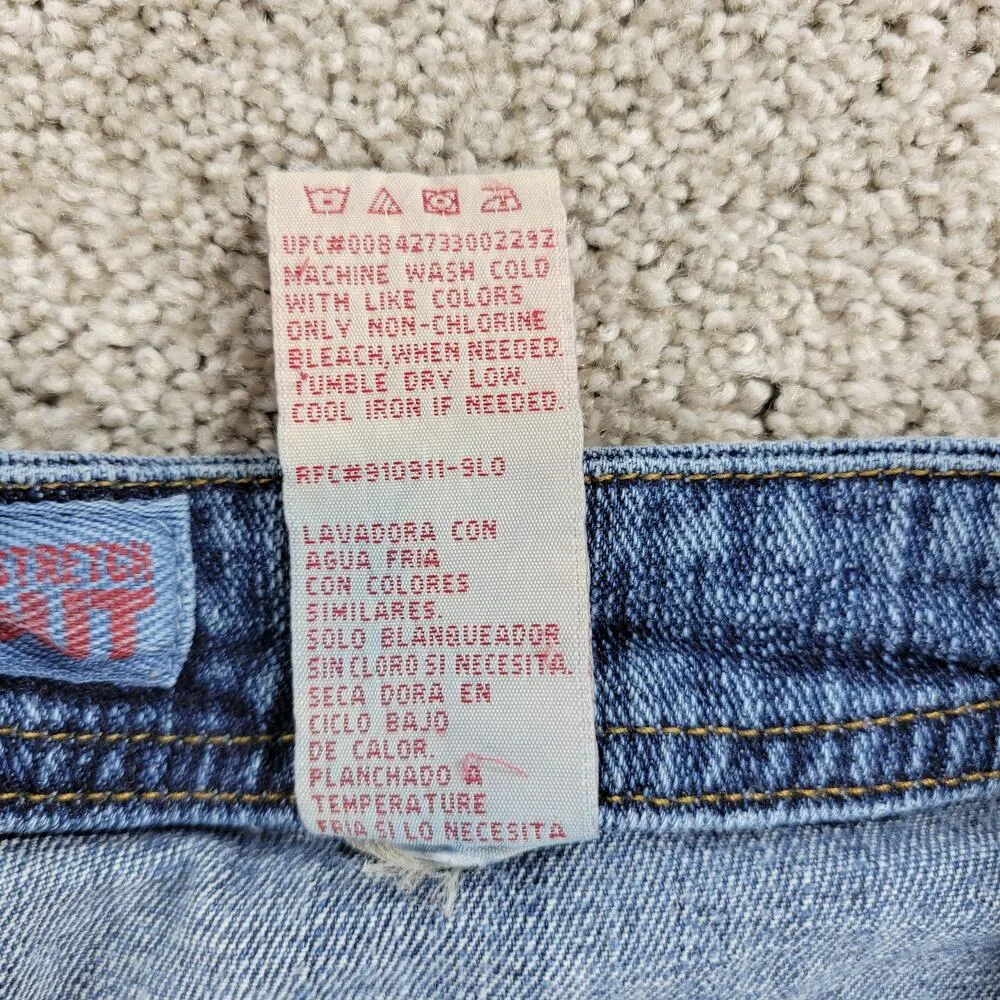 UPC#00842733002292
MACHINE WASH COLD
WITH LIKE COLORS
ONLY NON-CHLORINE
BLEACH, WHEN NEEDED.
TUMBLE DRY LOW.
COOL IRON IF NEEDED.
RFC#910911-9L0
LAVADORA CON
AGUA FRIA
CON COLORES
SIMILARES.
SOLO BLANQUEADOR
SIN CLORO SI NECESITA.
SECA DORA EN
CICLO BAJO
DE CALOR.
PLANCHADO A
TEMPERATURE
FRIA SI LO NECESITA
STRETCH